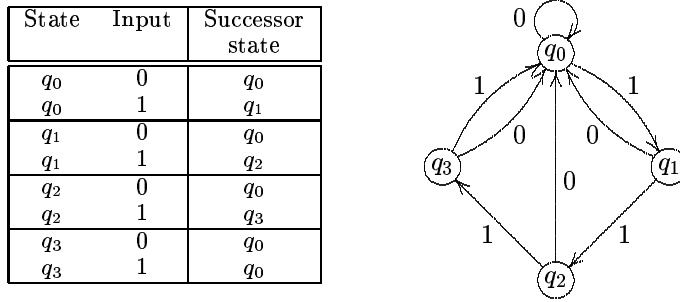 State Input Successor
state
q0 0 q0
q0 1 q1
q1 0 q0
q1 1 q2
q2 0 q0
q2 1 q3
q3 0 q0
q3 1 q0
0
q0
1 1
0 0
q3 q1
0
1 1
q2